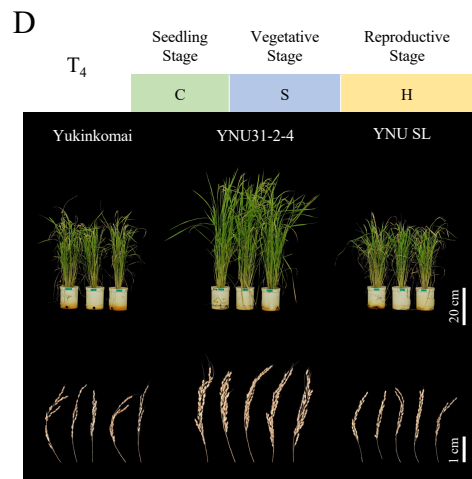 D
T4
Seedling
Stage
Vegetative
Stage
Reproductive
Stage
C
S
H
Yukinkomai
YNU31-2-4
YNU SL
20 cm
1 cm